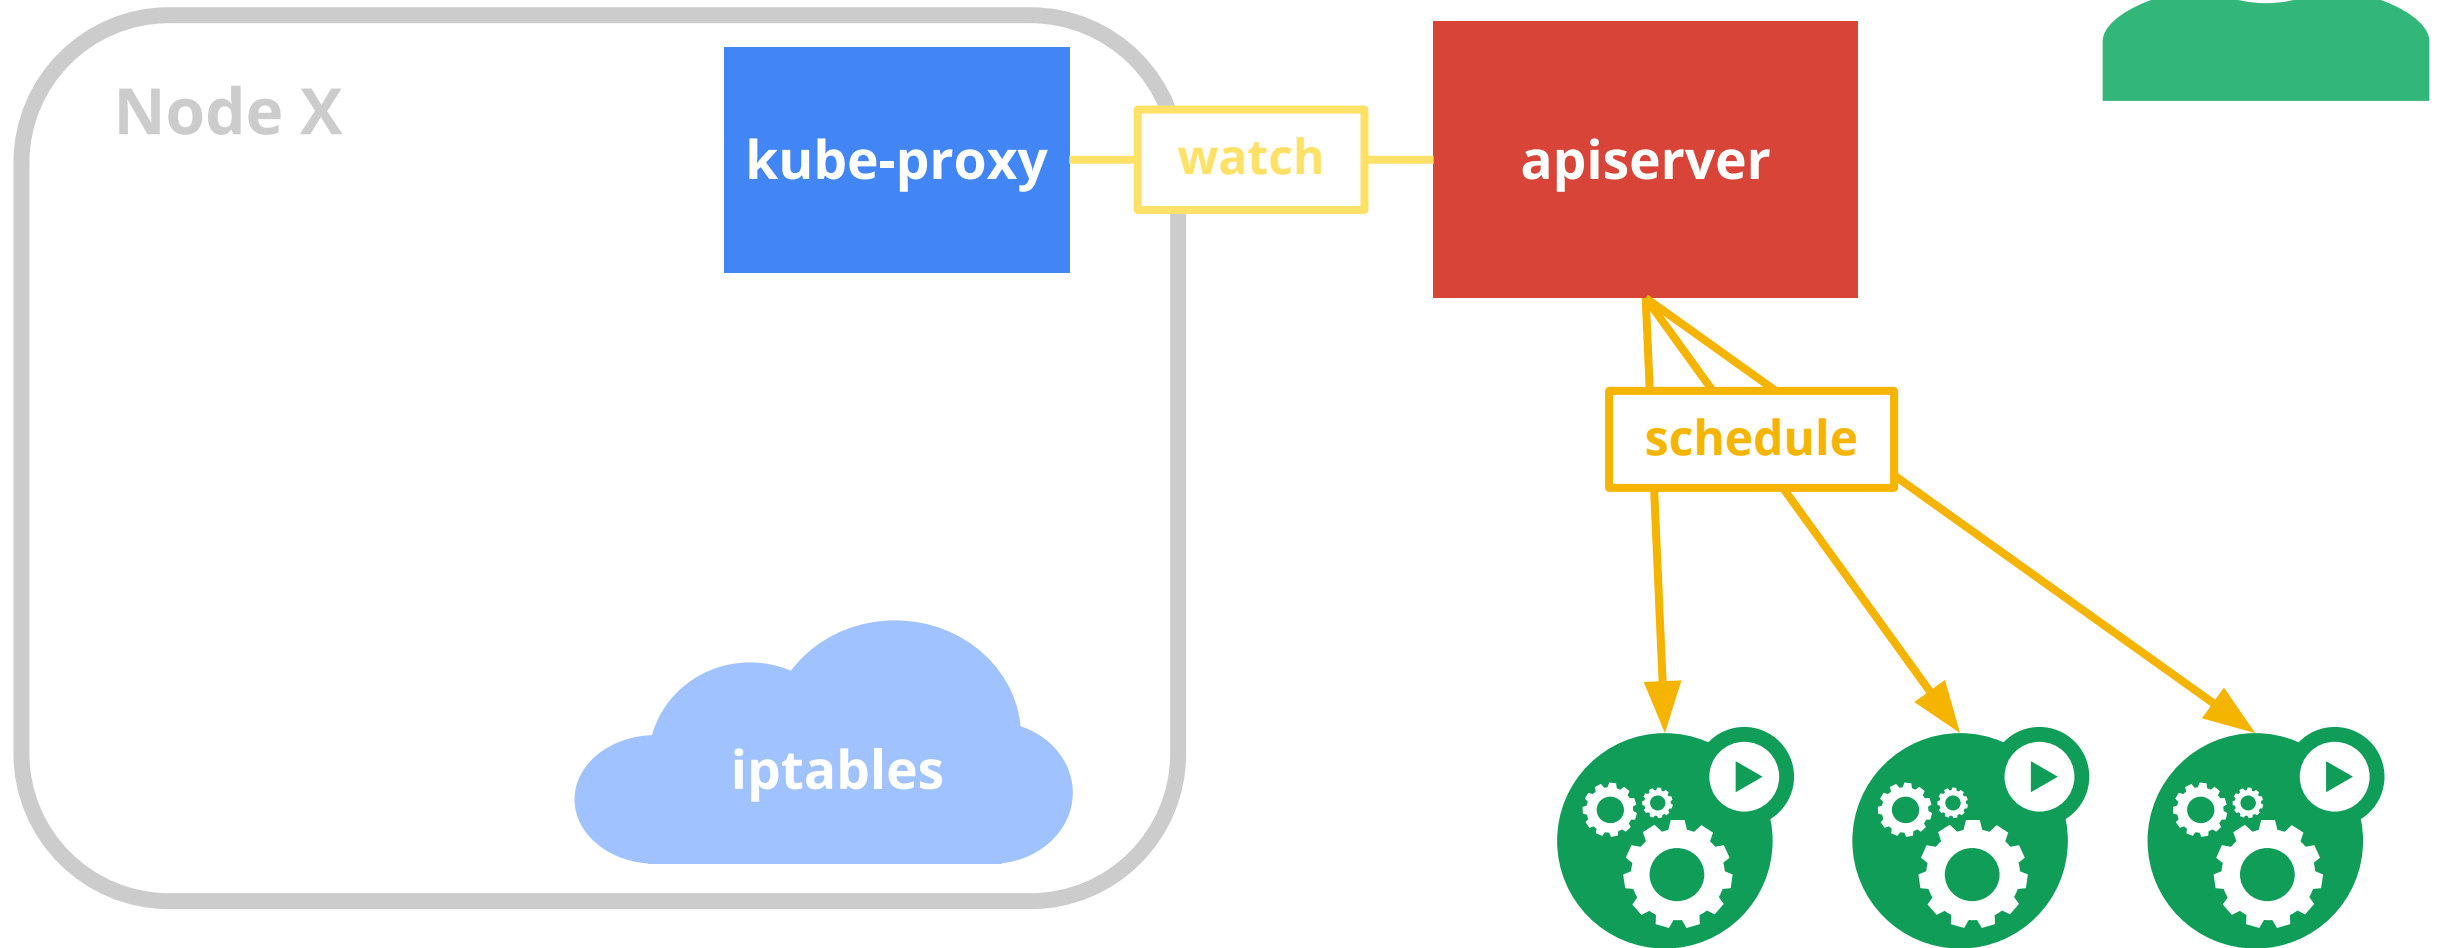 Node X
kube-proxy
watch
apiserver
schedule
iptables